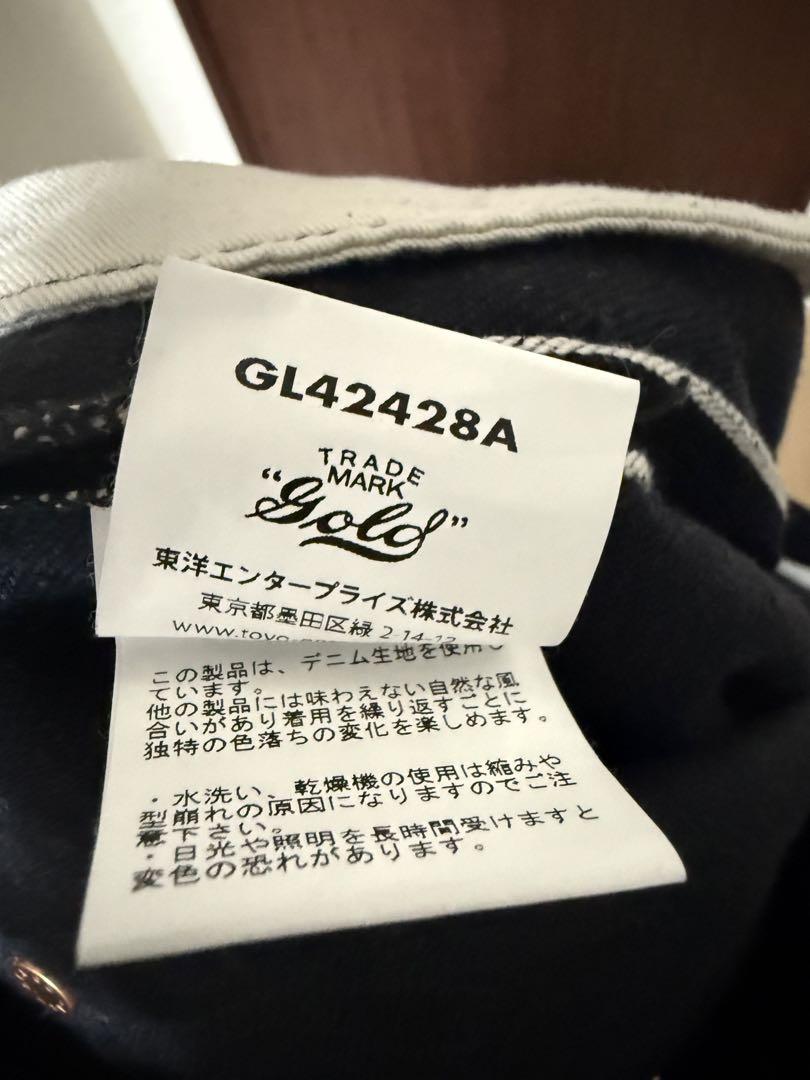 GL42428A
TRADE
MARK
"Gold"
東洋エンタープライズ株式会社
東京都墨田区緑 2-14-12
www.toyo-
この製品は、デニム生地を使用し
ています。
他の製品には味わえない自然な風
合いがあり着用を繰り返すごとに
独特の色落ちの変化を楽しめます。
・水洗い、乾燥機の使用は縮みや
型崩れの原因になりますのでご注
意下さい。
・日光や照明を長時間受けますと
変色の恐れがあります。